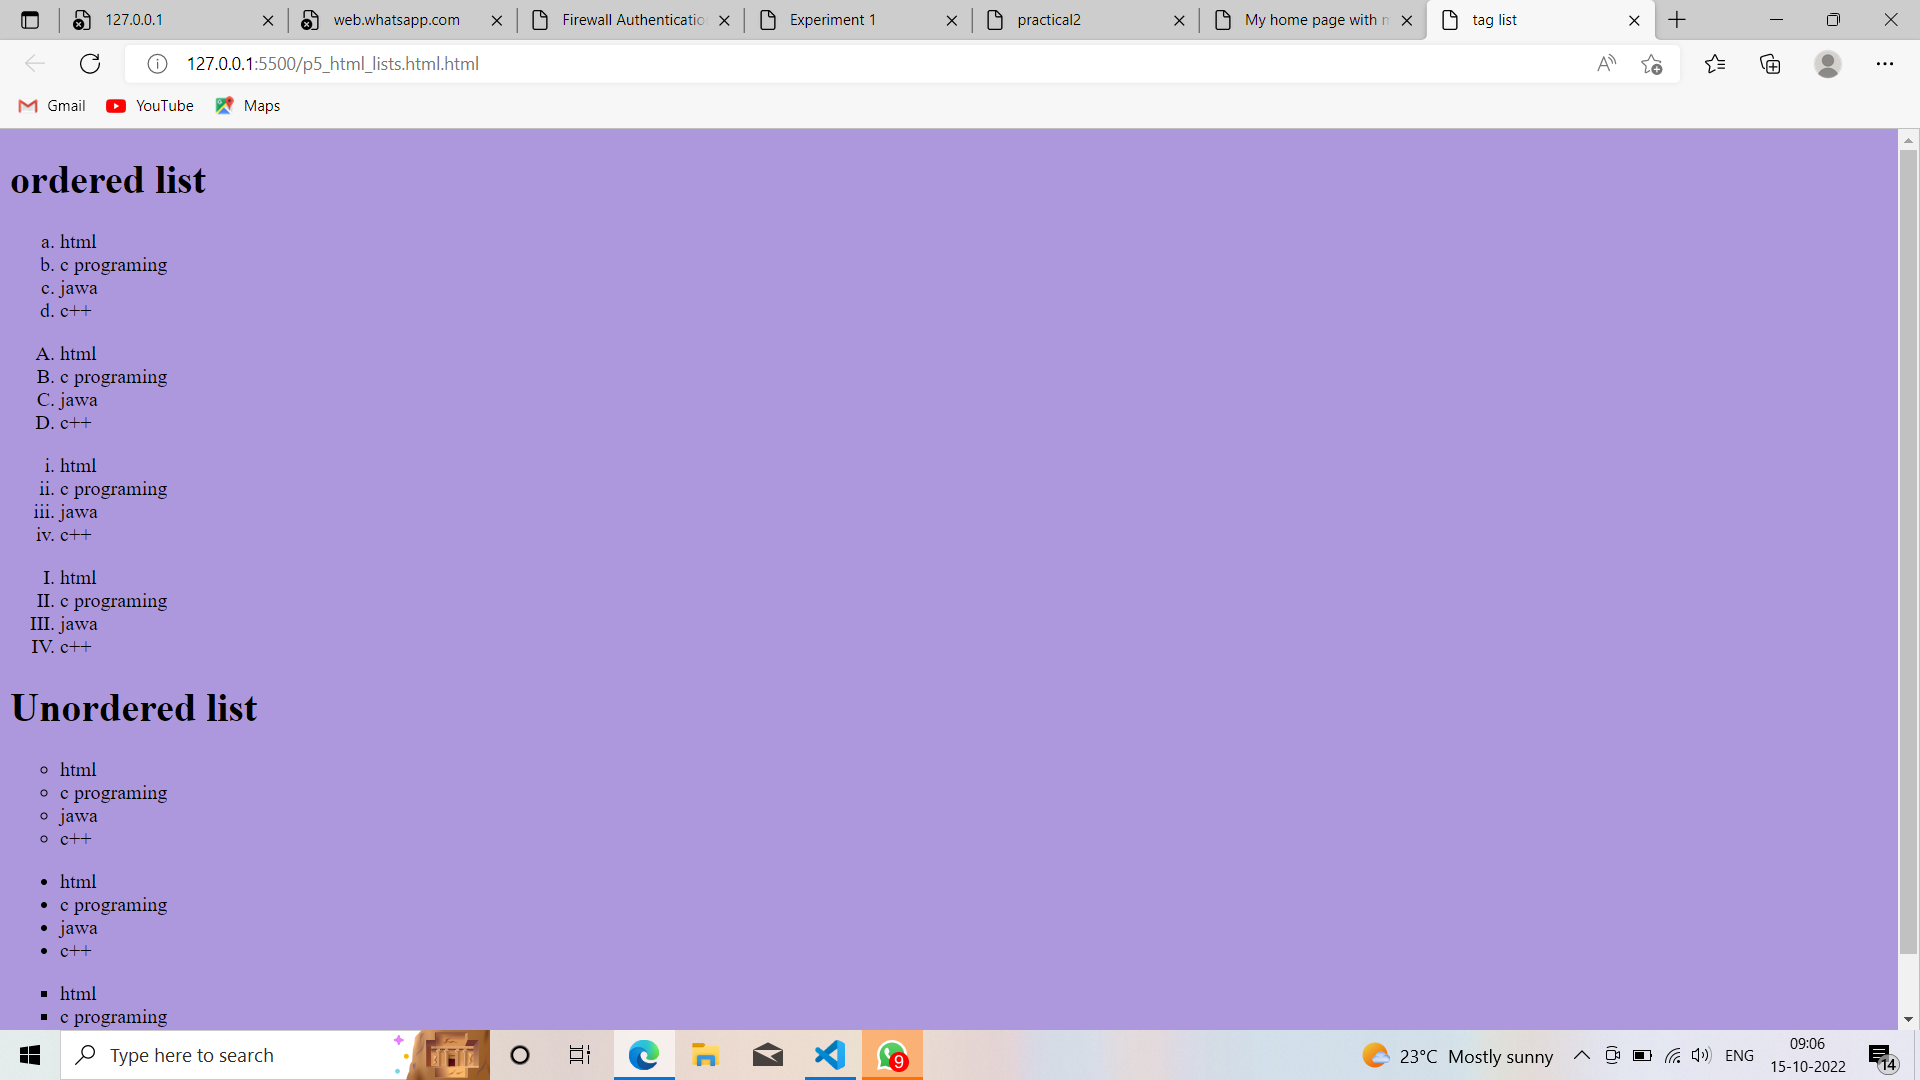 127.0.0.1
web.whatsapp.com
Firewall Authenticatio
Experiment 1
practical2
My home page with m
tag list
127.0.0.1:5500/p5_html_lists.html.html
Gmail
YouTube
Maps
ordered list
a. html
b. c programing
c. jawa
d. c++
A. html
B. c programing
C. jawa
D. c++
i. html
ii. c programing
iii. jawa
iv. c++
I. html
II. c programing
III. jawa
IV. c++
Unordered list
html
c programing
jawa
c++
html
c programing
jawa
c++
html
c programing
Type here to search
9
23°C Mostly sunny
ENG
09:06
15-10-2022
14